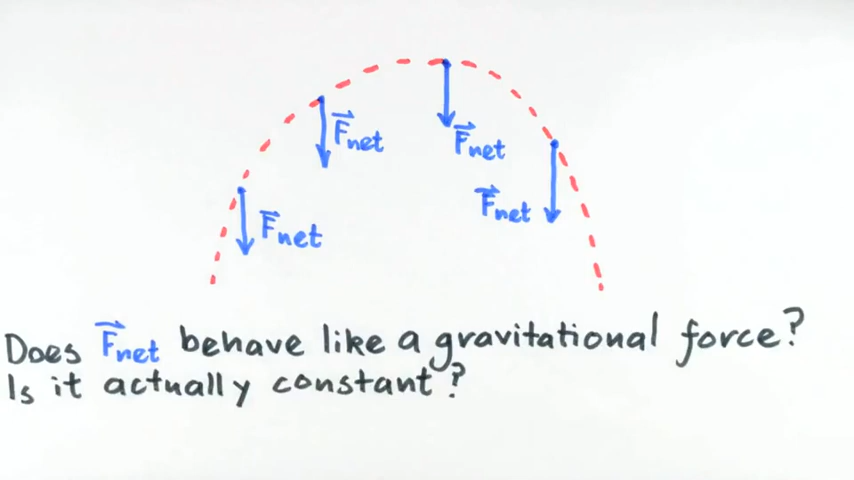 F⃗net
F⃗net
F⃗net
F⃗net
Does F⃗net behave like a gravitational force?
Is it actually constant?